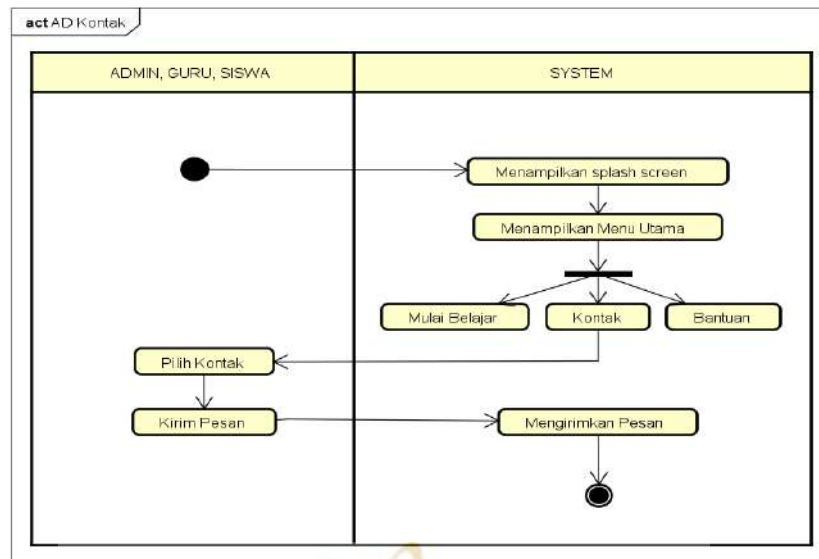 act AD Kontak
ADMIN, GURU, SISWA
SYSTEM
Menampilkan splash screen
Menampilkan Menu Utama
Mulai Belajar
Kontak
Bantuan
Pilih Kontak
Kirim Pesan
Mengirimkan Pesan